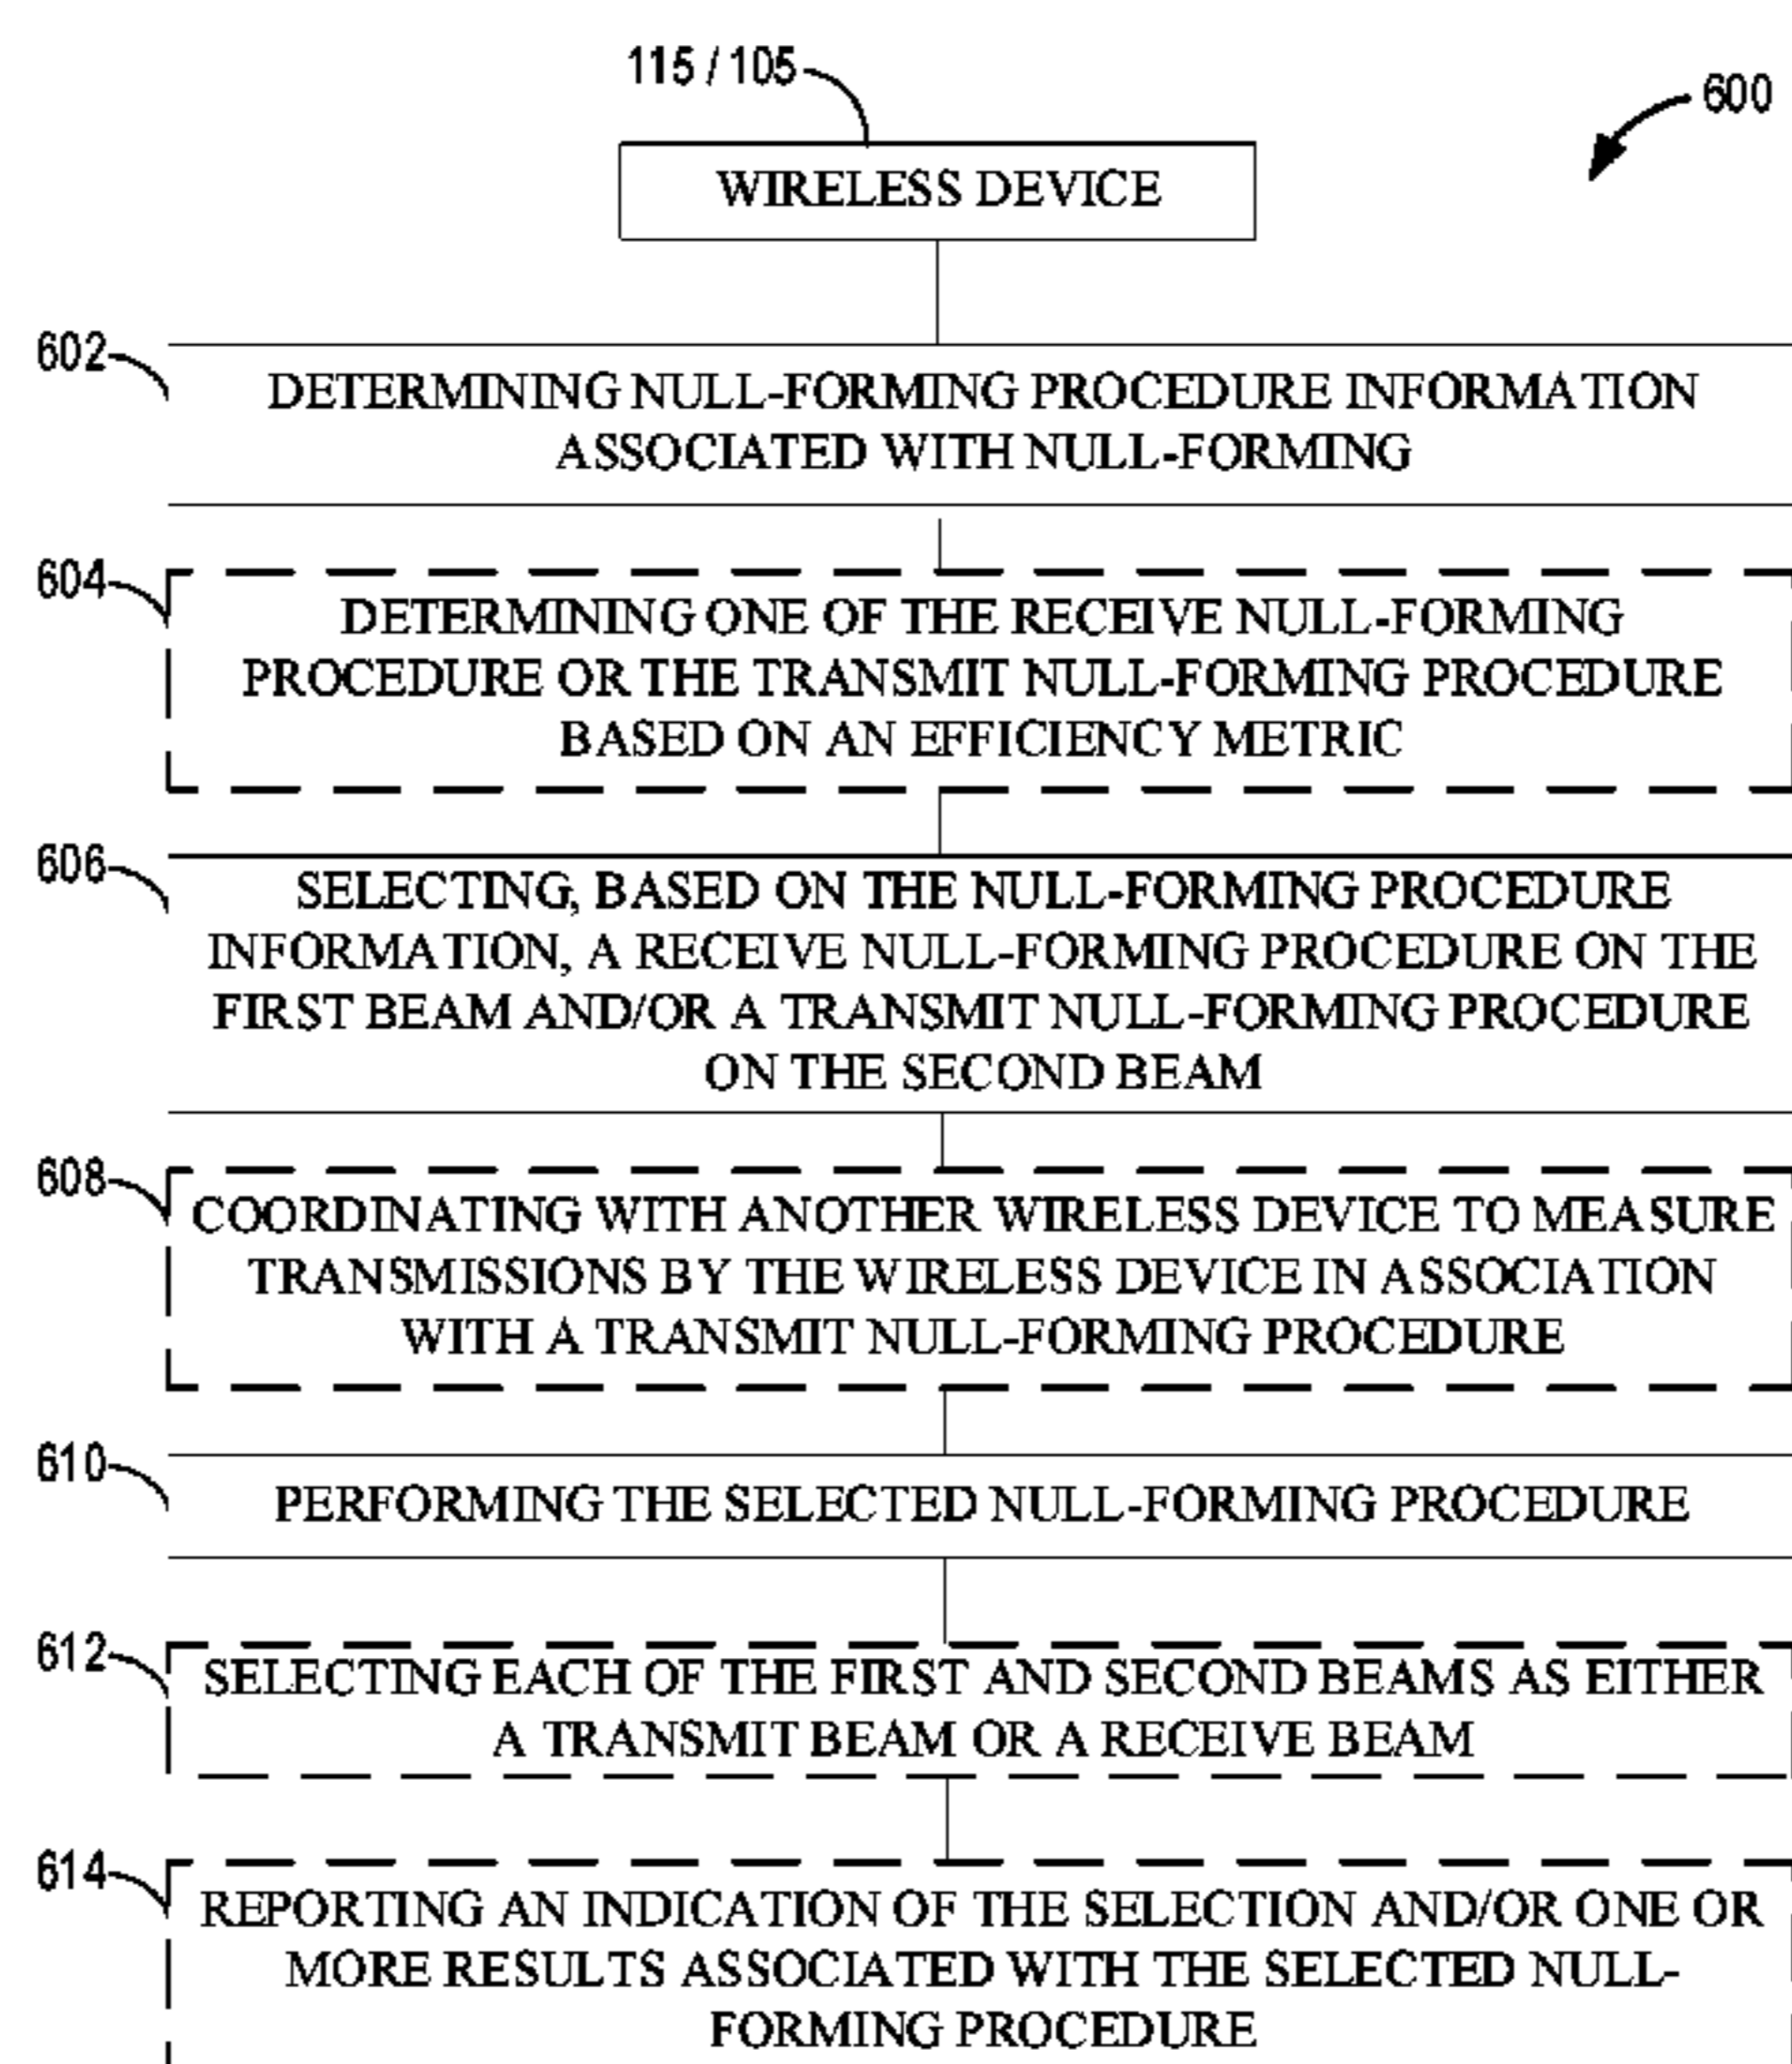 115 / 105
600
WIRELESS DEVICE
602
DETERMINING NULL-FORMING PROCEDURE INFORMATION
ASSOCIATED WITH NULL-FORMING
604
DETERMINING ONE OF THE RECEIVE NULL-FORMING
PROCEDURE OR THE TRANSMIT NULL-FORMING PROCEDURE
BASED ON AN EFFICIENCY METRIC
606
SELECTING, BASED ON THE NULL-FORMING PROCEDURE
INFORMATION, A RECEIVE NULL-FORMING PROCEDURE ON THE
FIRST BEAM AND/OR A TRANSMIT NULL-FORMING PROCEDURE
ON THE SECOND BEAM
608
COORDINATING WITH ANOTHER WIRELESS DEVICE TO MEASURE
TRANSMISSIONS BY THE WIRELESS DEVICE IN ASSOCIATION
WITH A TRANSMIT NULL-FORMING PROCEDURE
610
PERFORMING THE SELECTED NULL-FORMING PROCEDURE
612
SELECTING EACH OF THE FIRST AND SECOND BEAMS AS EITHER
A TRANSMIT BEAM OR A RECEIVE BEAM
614
REPORTING AN INDICATION OF THE SELECTION AND/OR ONE OR
MORE RESULTS ASSOCIATED WITH THE SELECTED NULL-
FORMING PROCEDURE